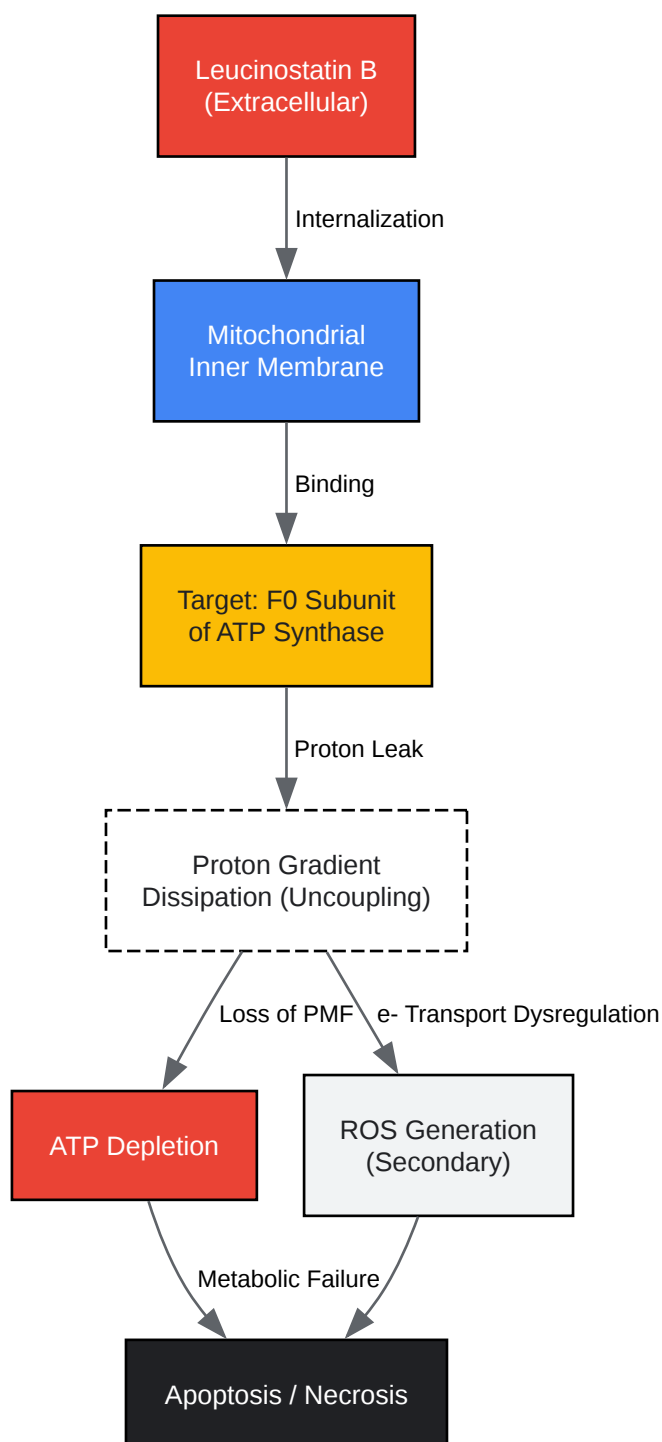 Leucinostatin B
(Extracellular)
Internalization
Mitochondrial
Inner Membrane
Binding
Target: F0 Subunit
of ATP Synthase
Proton Leak
Proton Gradient
Dissipation (Uncoupling)
Loss of PMF
e- Transport Dysregulation
ATP Depletion
ROS Generation
(Secondary)
Metabolic Failure
Apoptosis / Necrosis